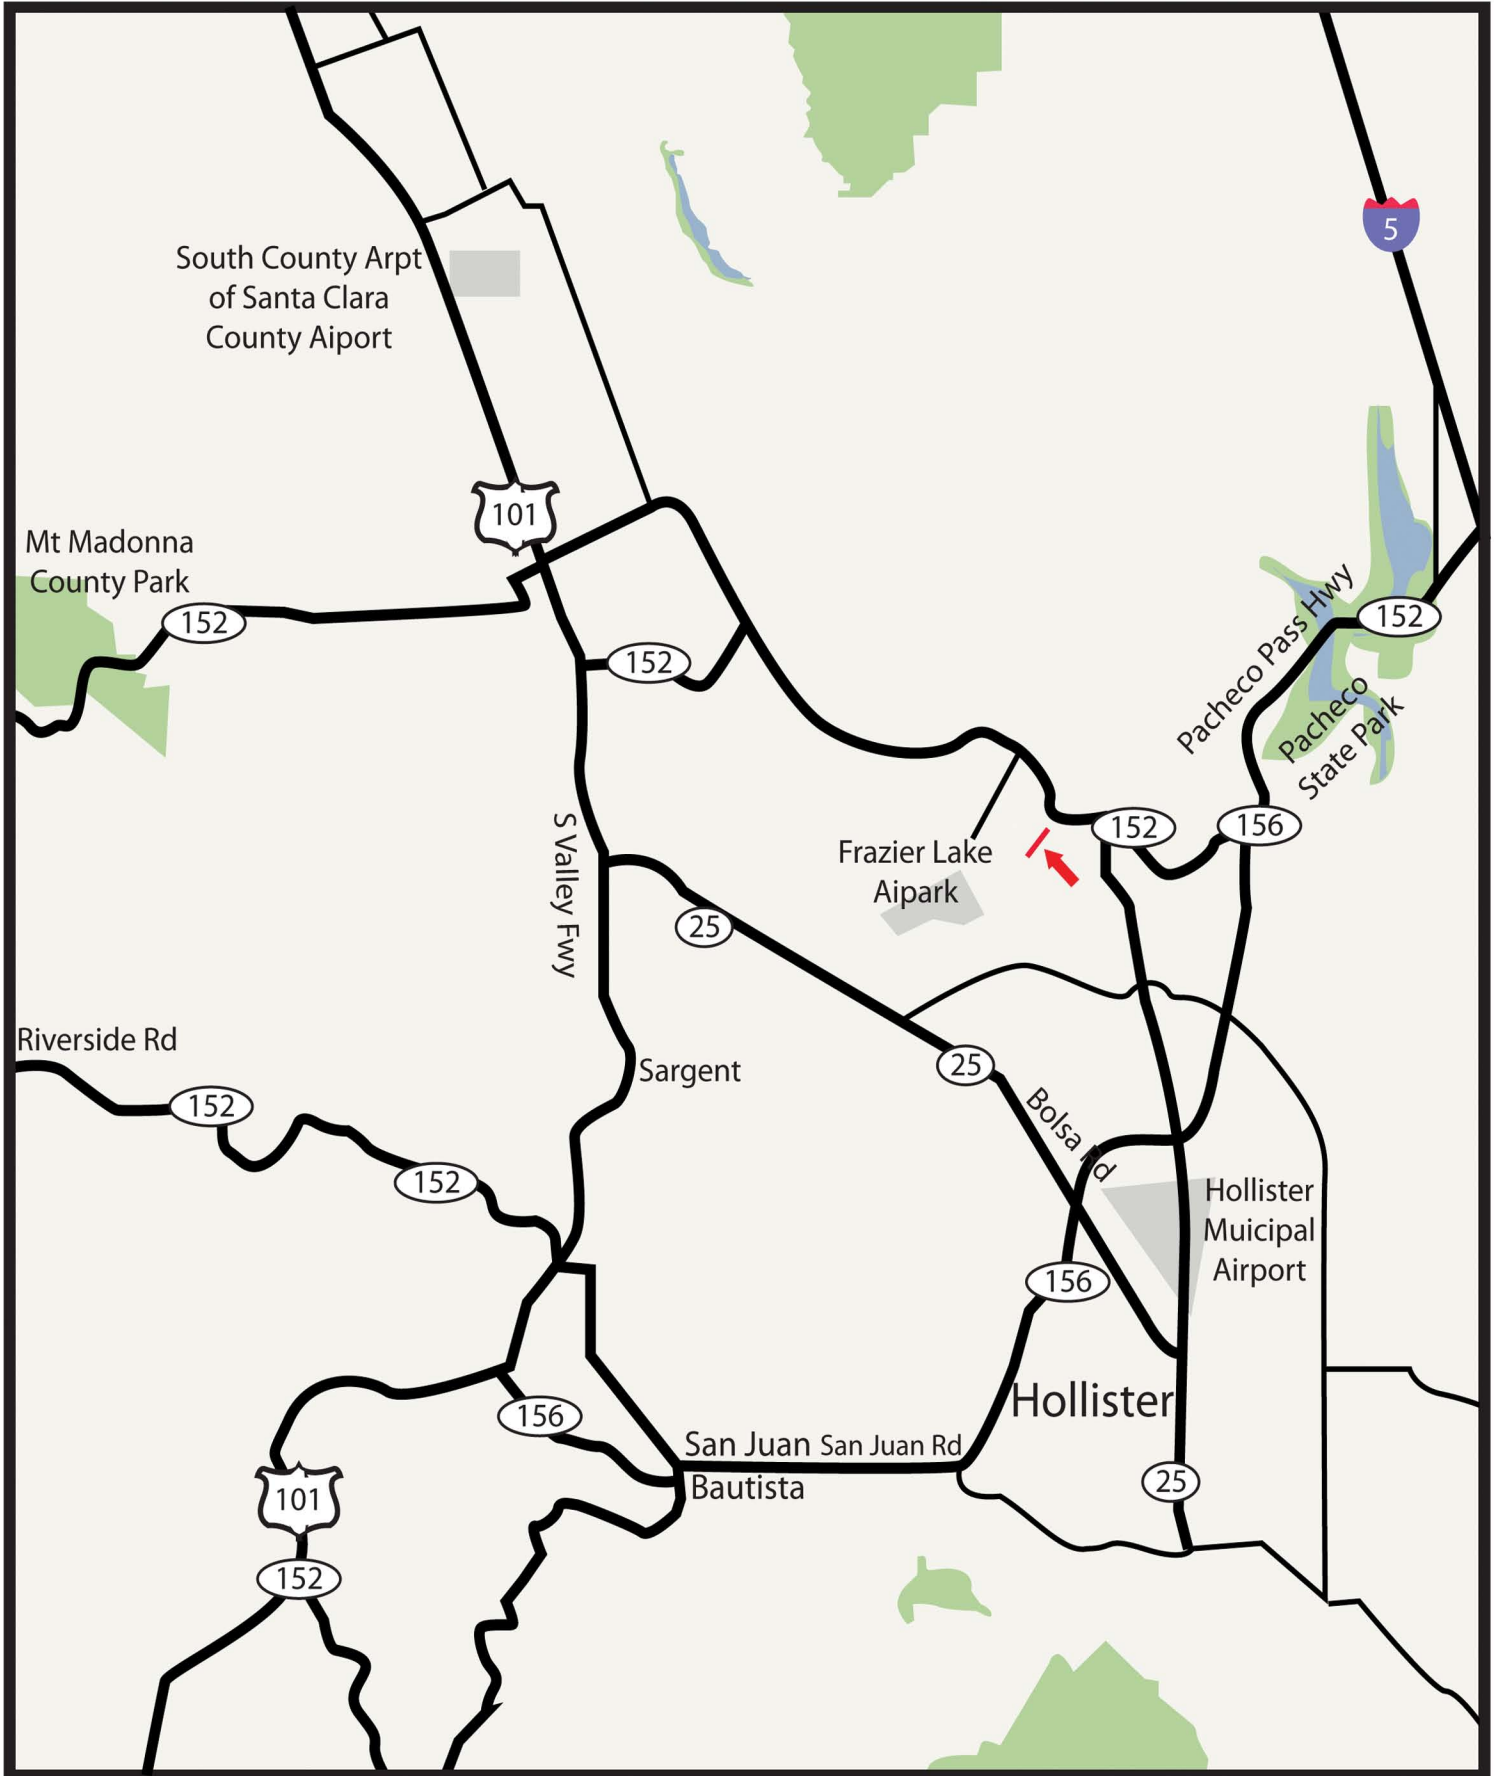 5
South County Arpt
of Santa Clara
County Aiport
101
Mt Madonna
County Park
152
152
152
Pacheco Pass Hwy
Pacheco
State Park
152
156
S Valley Fwy
Frazier Lake
Aipark
25
Riverside Rd
Sargent
25
152
Bolsa Rd
152
Hollister
Muicipal
Airport
156
Hollister
156
San Juan
San Juan Rd
Bautista
25
101
152